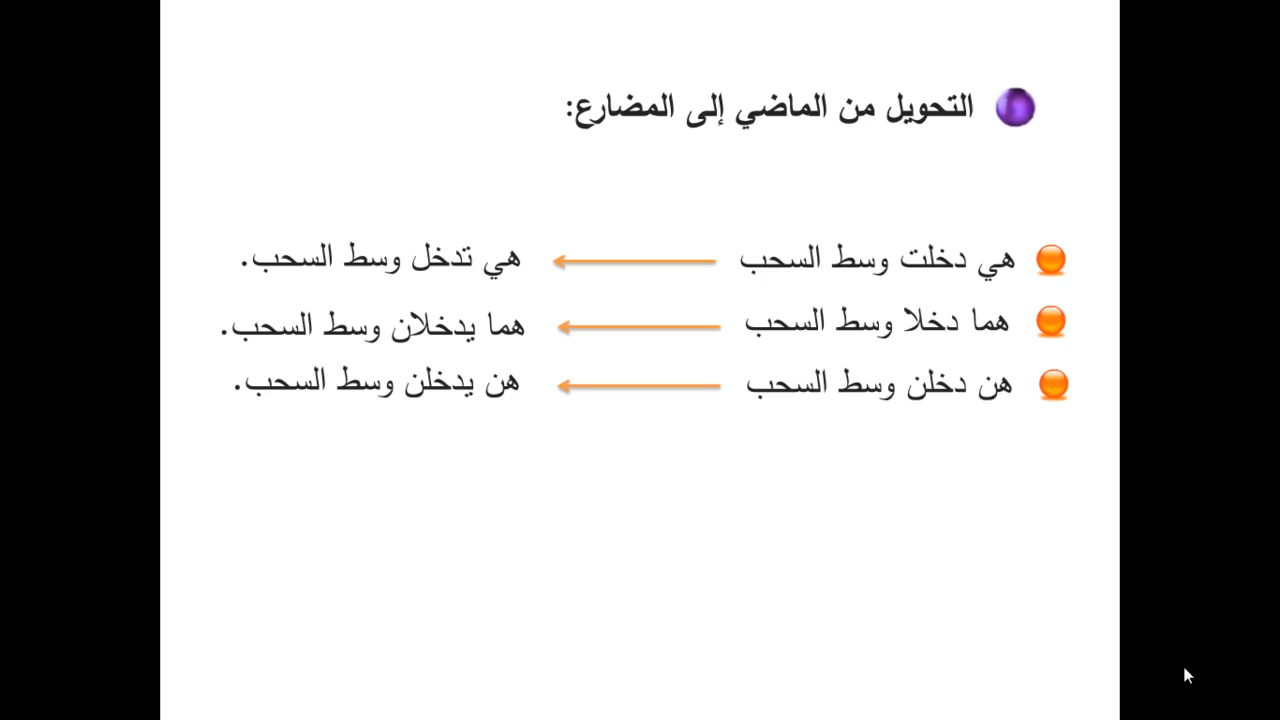 التحويل من الماضي إلى المضارع:
هي دخلت وسط السحب هي تدخل وسط السحب.
هما دخلا وسط السحب هما يدخلان وسط السحب.
هن دخلن وسط السحب هن يدخلن وسط السحب.